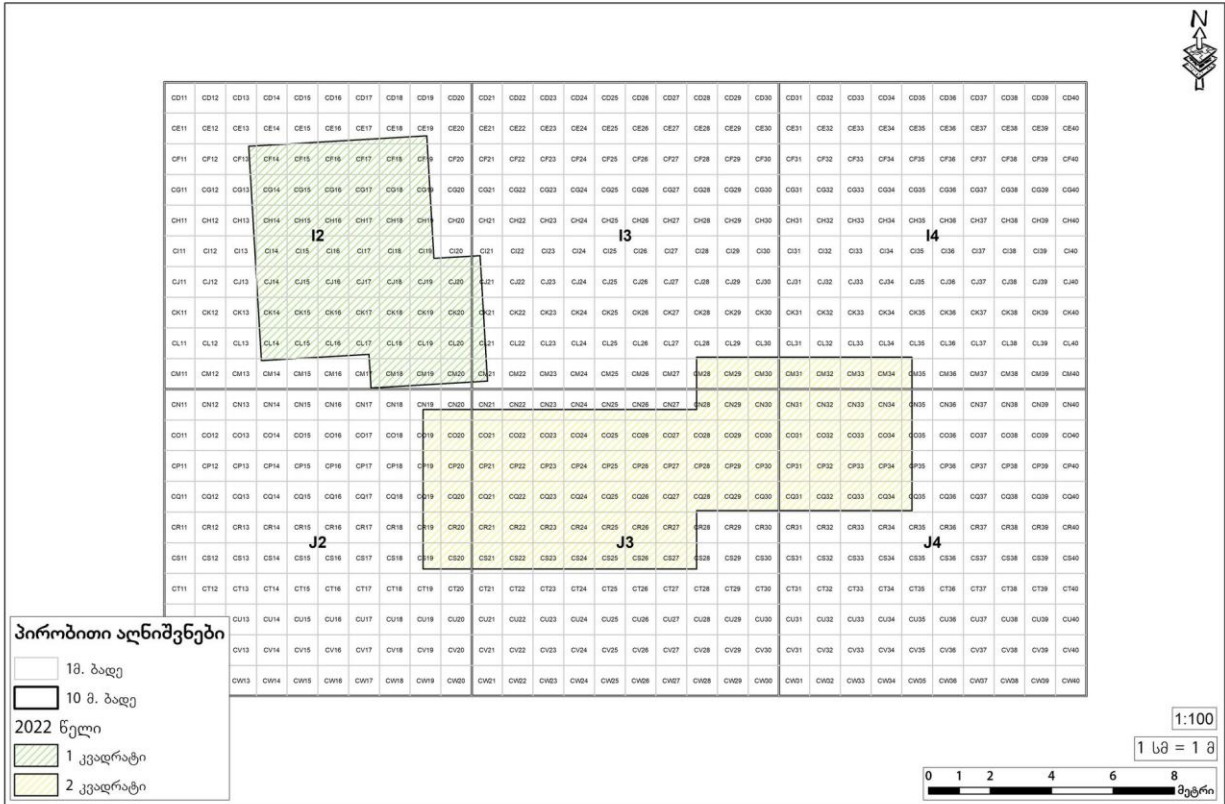 N
CD11 CD12 CD13 CD14 CD15 CD16 CD17 CD18 CD19 CD20 CD21 CD22 CD23 CD24 CD25 CD26 CD27 CD28 CD29 CD30 CD31 CD32 CD33 CD34 CD35 CD36 CD37 CD38 CD39 CD40
CE11 CE12 CE13 CE14 CE15 CE16 CE17 CE18 CE19 CE20 CE21 CE22 CE23 CE24 CE25 CE26 CE27 CE28 CE29 CE30 CE31 CE32 CE33 CE34 CE35 CE36 CE37 CE38 CE39 CE40
CF11 CF12 CF13 CF14 CF15 CF16 CF17 CF18 CF19 CF20 CF21 CF22 CF23 CF24 CF25 CF26 CF27 CF28 CF29 CF30 CF31 CF32 CF33 CF34 CF35 CF36 CF37 CF38 CF39 CF40
CG11 CG12 CG13 CG14 CG15 CG16 CG17 CG18 CG19 CG20 CG21 CG22 CG23 CG24 CG25 CG26 CG27 CG28 CG29 CG30 CG31 CG32 CG33 CG34 CG35 CG36 CG37 CG38 CG39 CG40
CH11 CH12 CH13 CH14 CH15 CH16 CH17 CH18 CH19 CH20 CH21 CH22 CH23 CH24 CH25 CH26 CH27 CH28 CH29 CH30 CH31 CH32 CH33 CH34 CH35 CH36 CH37 CH38 CH39 CH40
I2 I3 I4
CI11 CI12 CI13 CI14 CI15 CI16 CI17 CI18 CI19 CI20 CI21 CI22 CI23 CI24 CI25 CI26 CI27 CI28 CI29 CI30 CI31 CI32 CI33 CI34 CI35 CI36 CI37 CI38 CI39 CI40
CJ11 CJ12 CJ13 CJ14 CJ15 CJ16 CJ17 CJ18 CJ19 CJ20 CJ21 CJ22 CJ23 CJ24 CJ25 CJ26 CJ27 CJ28 CJ29 CJ30 CJ31 CJ32 CJ33 CJ34 CJ35 CJ36 CJ37 CJ38 CJ39 CJ40
CK11 CK12 CK13 CK14 CK15 CK16 CK17 CK18 CK19 CK20 CK21 CK22 CK23 CK24 CK25 CK26 CK27 CK28 CK29 CK30 CK31 CK32 CK33 CK34 CK35 CK36 CK37 CK38 CK39 CK40
CL11 CL12 CL13 CL14 CL15 CL16 CL17 CL18 CL19 CL20 CL21 CL22 CL23 CL24 CL25 CL26 CL27 CL28 CL29 CL30 CL31 CL32 CL33 CL34 CL35 CL36 CL37 CL38 CL39 CL40
CM11 CM12 CM13 CM14 CM15 CM16 CM17 CM18 CM19 CM20 CM21 CM22 CM23 CM24 CM25 CM26 CM27 CM28 CM29 CM30 CM31 CM32 CM33 CM34 CM35 CM36 CM37 CM38 CM39 CM40
CN11 CN12 CN13 CN14 CN15 CN16 CN17 CN18 CN19 CN20 CN21 CN22 CN23 CN24 CN25 CN26 CN27 CN28 CN29 CN30 CN31 CN32 CN33 CN34 CN35 CN36 CN37 CN38 CN39 CN40
CO11 CO12 CO13 CO14 CO15 CO16 CO17 CO18 CO19 CO20 CO21 CO22 CO23 CO24 CO25 CO26 CO27 CO28 CO29 CO30 CO31 CO32 CO33 CO34 CO35 CO36 CO37 CO38 CO39 CO40
CP11 CP12 CP13 CP14 CP15 CP16 CP17 CP18 CP19 CP20 CP21 CP22 CP23 CP24 CP25 CP26 CP27 CP28 CP29 CP30 CP31 CP32 CP33 CP34 CP35 CP36 CP37 CP38 CP39 CP40
CQ11 CQ12 CQ13 CQ14 CQ15 CQ16 CQ17 CQ18 CQ19 CQ20 CQ21 CQ22 CQ23 CQ24 CQ25 CQ26 CQ27 CQ28 CQ29 CQ30 CQ31 CQ32 CQ33 CQ34 CQ35 CQ36 CQ37 CQ38 CQ39 CQ40
CR11 CR12 CR13 CR14 CR15 CR16 CR17 CR18 CR19 CR20 CR21 CR22 CR23 CR24 CR25 CR26 CR27 CR28 CR29 CR30 CR31 CR32 CR33 CR34 CR35 CR36 CR37 CR38 CR39 CR40
J2 J3 J4
CS11 CS12 CS13 CS14 CS15 CS16 CS17 CS18 CS19 CS20 CS21 CS22 CS23 CS24 CS25 CS26 CS27 CS28 CS29 CS30 CS31 CS32 CS33 CS34 CS35 CS36 CS37 CS38 CS39 CS40
CT11 CT12 CT13 CT14 CT15 CT16 CT17 CT18 CT19 CT20 CT21 CT22 CT23 CT24 CT25 CT26 CT27 CT28 CT29 CT30 CT31 CT32 CT33 CT34 CT35 CT36 CT37 CT38 CT39 CT40
CU13 CU14 CU15 CU16 CU17 CU18 CU19 CU20 CU21 CU22 CU23 CU24 CU25 CU26 CU27 CU28 CU29 CU30 CU31 CU32 CU33 CU34 CU35 CU36 CU37 CU38 CU39 CU40
CV13 CV14 CV15 CV16 CV17 CV18 CV19 CV20 CV21 CV22 CV23 CV24 CV25 CV26 CV27 CV28 CV29 CV30 CV31 CV32 CV33 CV34 CV35 CV36 CV37 CV38 CV39 CV40
CW13 CW14 CW15 CW16 CW17 CW18 CW19 CW20 CW21 CW22 CW23 CW24 CW25 CW26 CW27 CW28 CW29 CW30 CW31 CW32 CW33 CW34 CW35 CW36 CW37 CW38 CW39 CW40
პირობითი აღნიშვნები
1მ. ბადე
10 მ. ბადე
2022 წელი
1 კვადრატი
2 კვადრატი
1:100
1 სმ = 1 მ
0 1 2 4 6 8
მეტრი